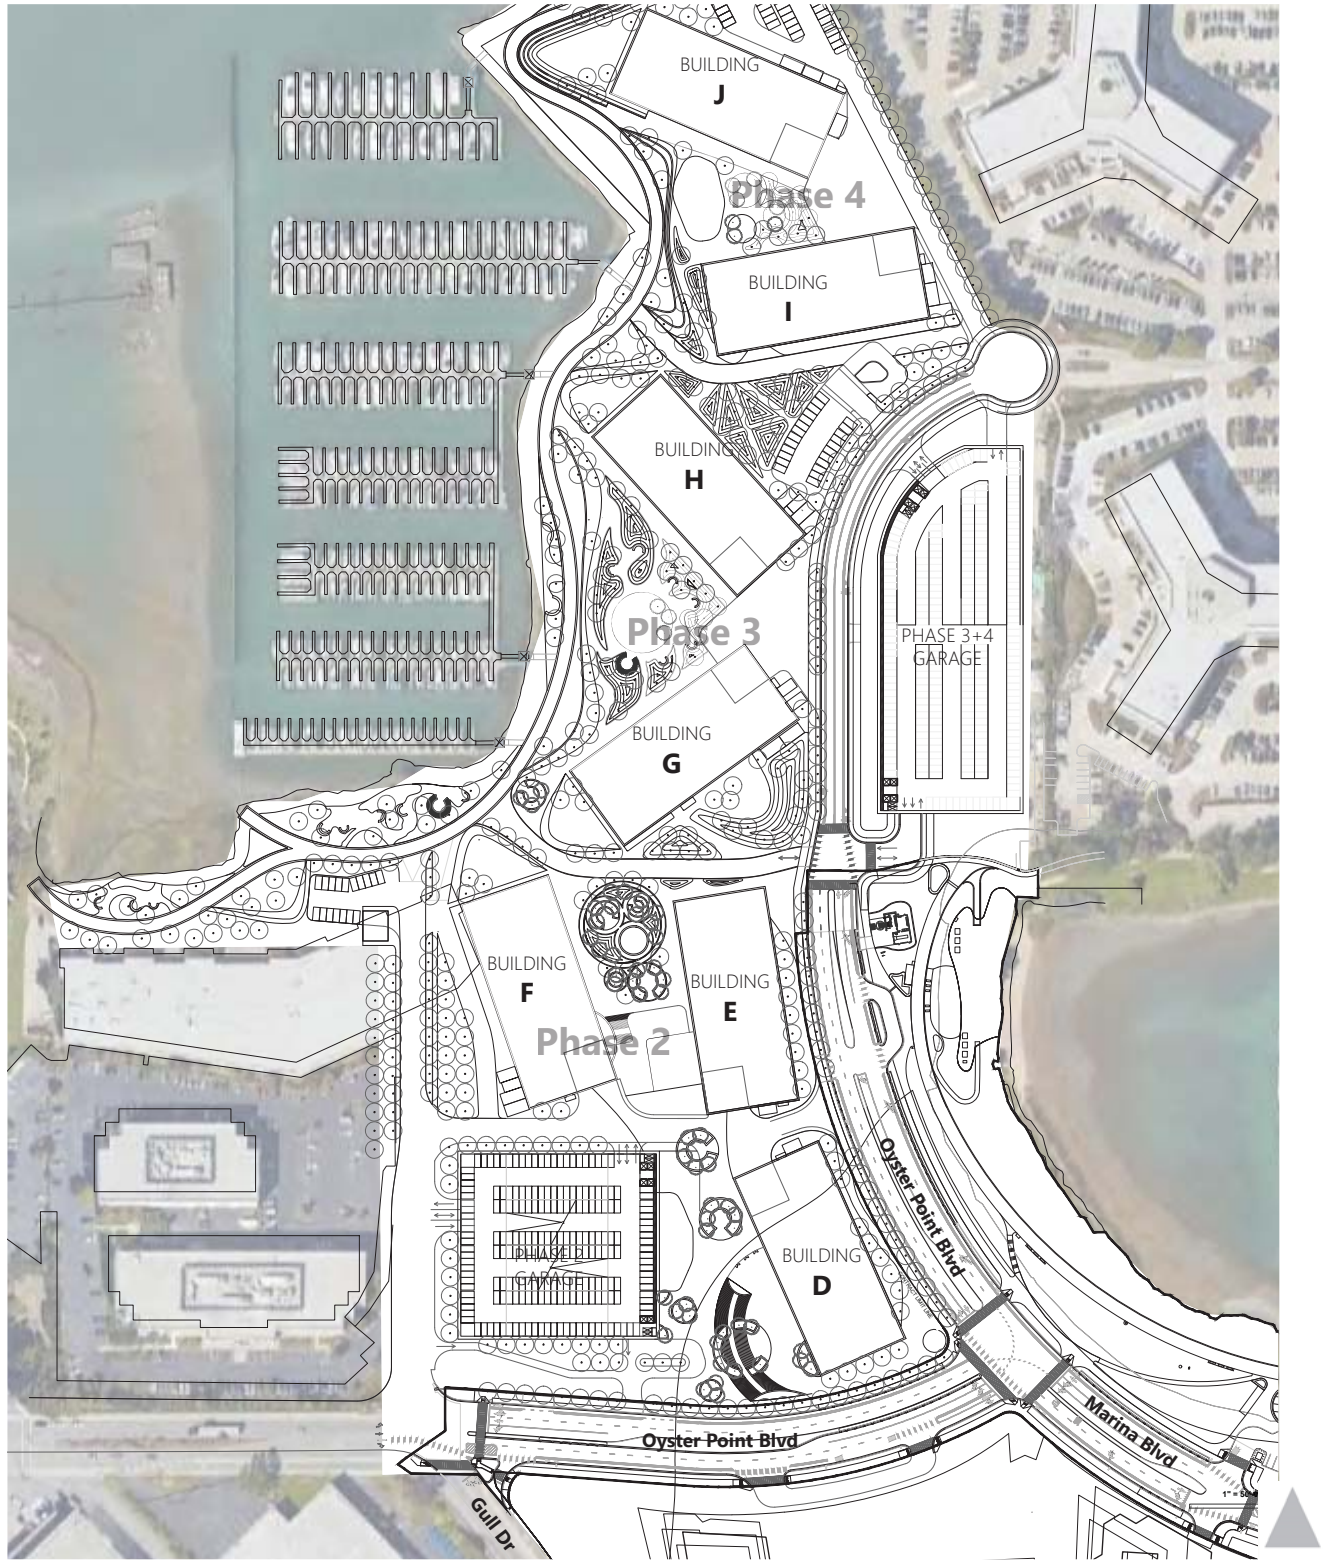 BUILDING
J
Phase 4
BUILDING
I
BUILDING
H
Phase 3
PHASE 3+4
GARAGE
BUILDING
G
BUILDING
F
BUILDING
E
Phase 2
Oyster Point Blvd
PHASE 2
GARAGE
BUILDING
D
Oyster Point Blvd
Marina Blvd
Gull Dr